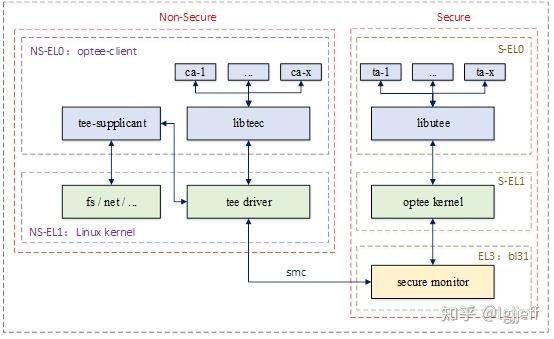 Non-Secure
Secure
NS-EL0：optee-client
S-EL0
ca-1
...
ca-x
ta-1
...
ta-x
tee-supplicant
libteec
libutee
S-EL1
fs / net / ...
tee driver
optee kernel
NS-EL1：Linux kernel
EL3：bl31
smc
secure monitor
知乎 @lgjjeff